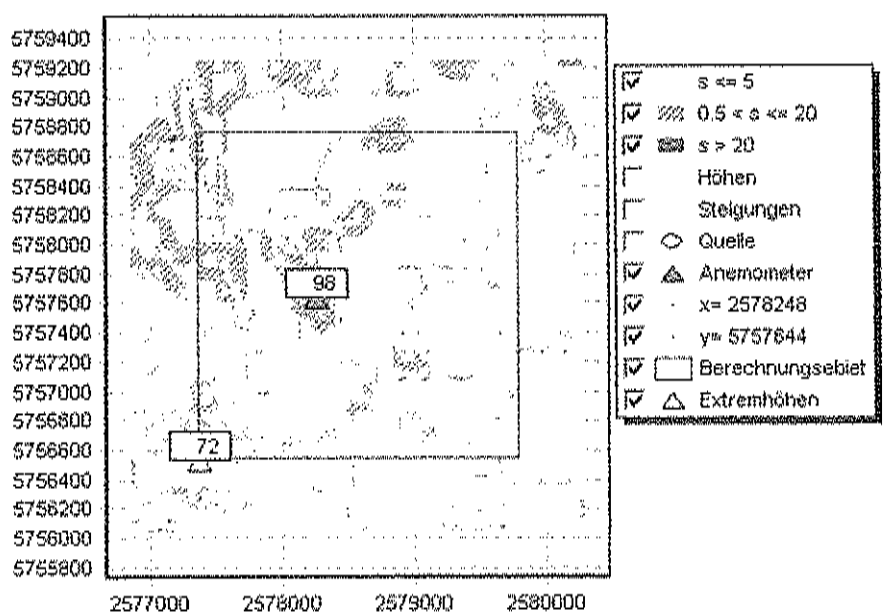 5759400
5759200
5759000
5758800
5758600
5758400
5758200
5758000
5757800
5757600
5757400
5757200
5757000
5756800
5756600
5756400
5756200
5756000
5755800
2577000 2578000 2579000 2580000
98
72
s <= 5
0.5 < s <= 20
s > 20
Höhen
Steigungen
Quelle
Anemometer
x= 2578248
y= 5757644
Berechnungsebiet
Extremhöhen